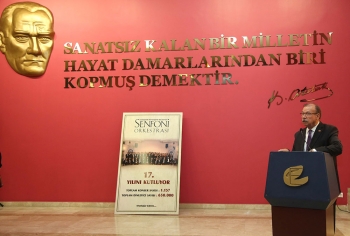 SANATSIZ KALAN BİR MİLLETİN
HAYAT DAMARLARINDAN BİRİ
KOPMUŞ DEMEKTİR.
SENFONİ
ORKESTRASI
17.
YILINI KUTLUYOR